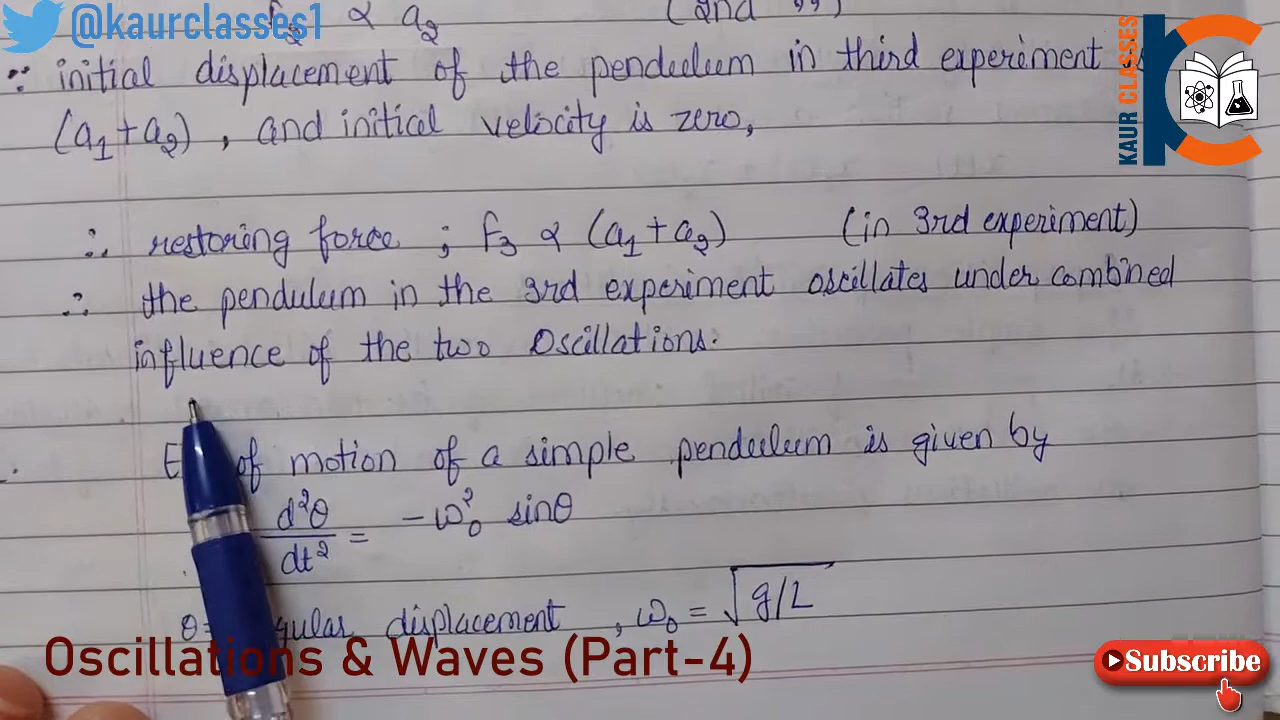 @kaurclasses1
∝ a₂ (2nd ")
∵ initial displacement of the pendulum in third experiment is
(a₁+a₂), and initial velocity is zero,
∴ restoring force ; f₃ ∝ (a₁+a₂) (in 3rd experiment)
∴ the pendulum in the 3rd experiment oscillates under combined
influence of the two Oscillations.
of motion of a simple pendulum is given by
d²θ/dt² = -ω₀² sinθ
θ= displacement , ω₀ = √g/L
Oscillations & Waves (Part-4)
KAUR CLASSES
Subscribe